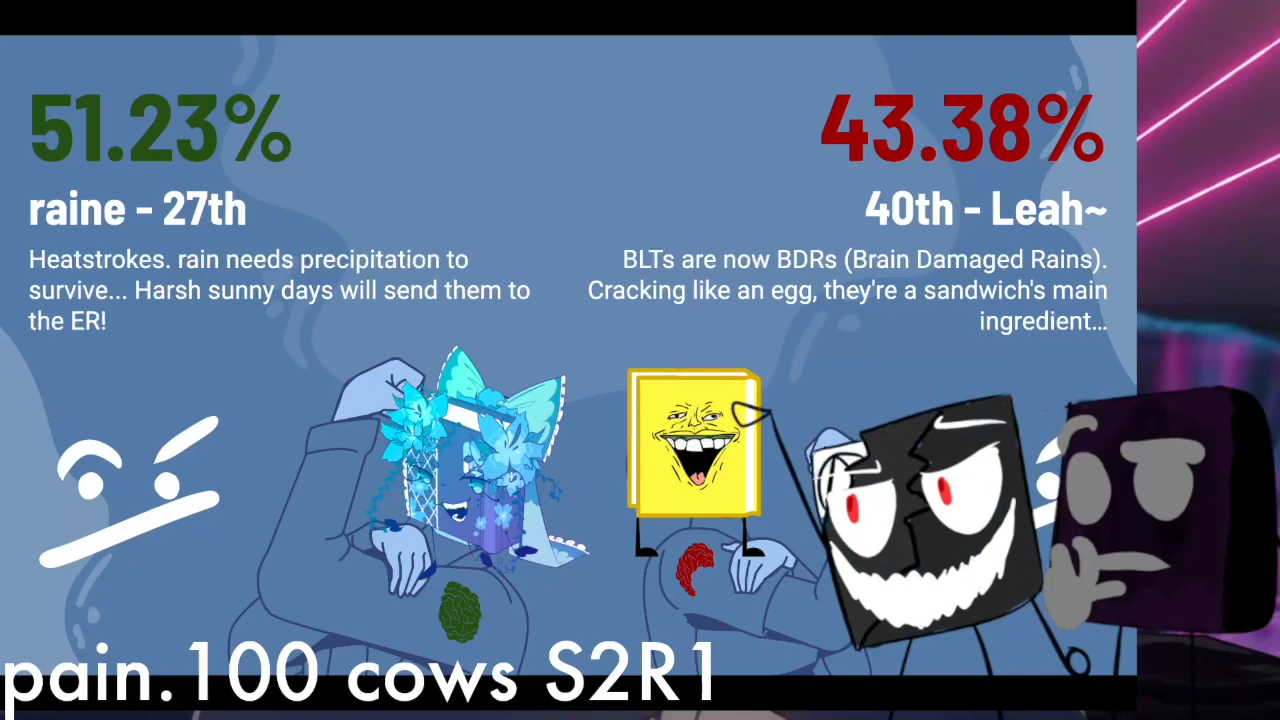 51.23%
raine - 27th
Heatstrokes. rain needs precipitation to
survive... Harsh sunny days will send them to
the ER!
43.38%
40th - Leah~
BLTs are now BDRs (Brain Damaged Rains).
Cracking like an egg, they're a sandwich's main
ingredient...
pain.100 cows S2R1